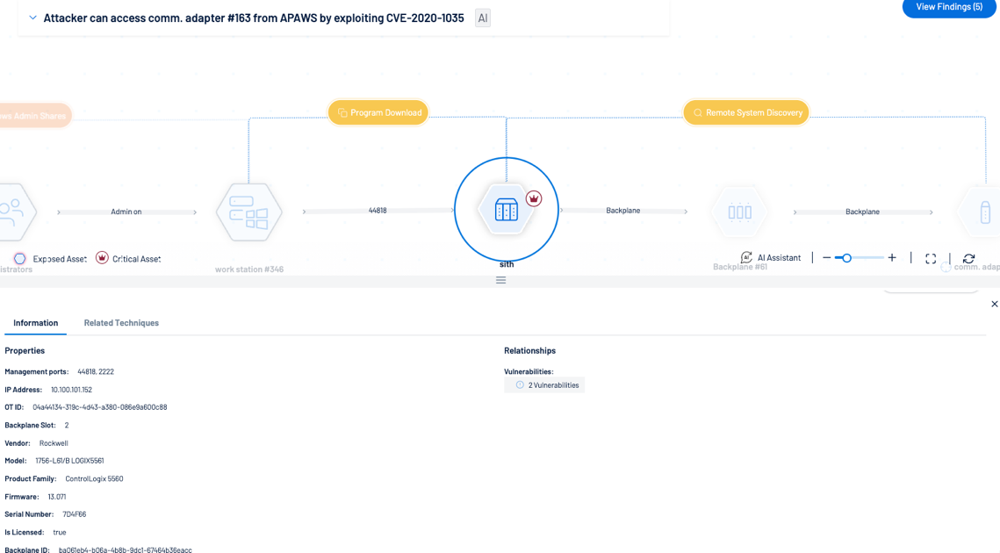 Attacker can access comm. adapter #163 from APAWS by exploiting CVE-2020-1035 AI
View Findings (5)
ws Admin Shares
Program Download
Remote System Discovery
Admin on
44818
Backplane
Backplane
Exposed Asset
Critical Asset
AI Assistant
istrators
work station #346
sith
Backplane #61
comm. adap
Information
Related Techniques
Properties
Relationships
Management ports: 44818, 2222
Vulnerabilities:
2 Vulnerabilities
IP Address: 10.100.101.152
OT ID: 04a44134-319c-4d43-a380-086e9a600c88
Backplane Slot: 2
Vendor: Rockwell
Model: 1756-L61/B LOGIX5561
Product Family: ControlLogix 5560
Firmware: 13.071
Serial Number: 7D4F66
Is Licensed: true
Backplane ID: ba061eb4-b06a-4b8b-9dc1-67464b36eacc